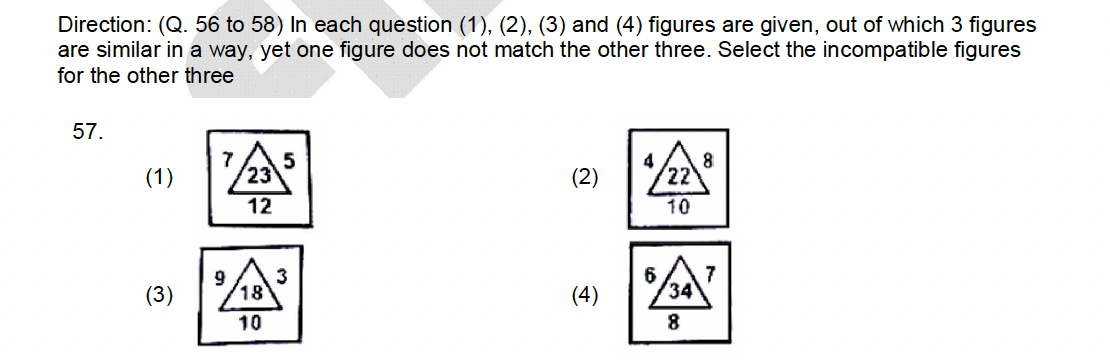 Direction: (Q. 56 to 58) In each question (1), (2), (3) and (4) figures are given, out of which 3 figures
are similar in a way, yet one figure does not match the other three. Select the incompatible figures
for the other three
57.
(1) 7 5 23 12
(2) 4 8 22 10
(3) 9 3 18 10
(4) 6 7 34 8